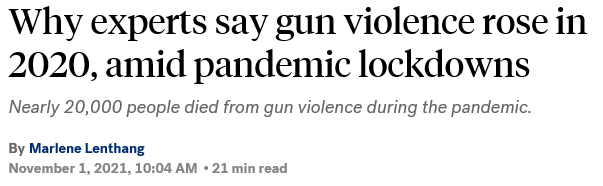 Why experts say gun violence rose in
2020, amid pandemic lockdowns
Nearly 20,000 people died from gun violence during the pandemic.
By Marlene Lenthang
November 1, 2021, 10:04 AM • 21 min read